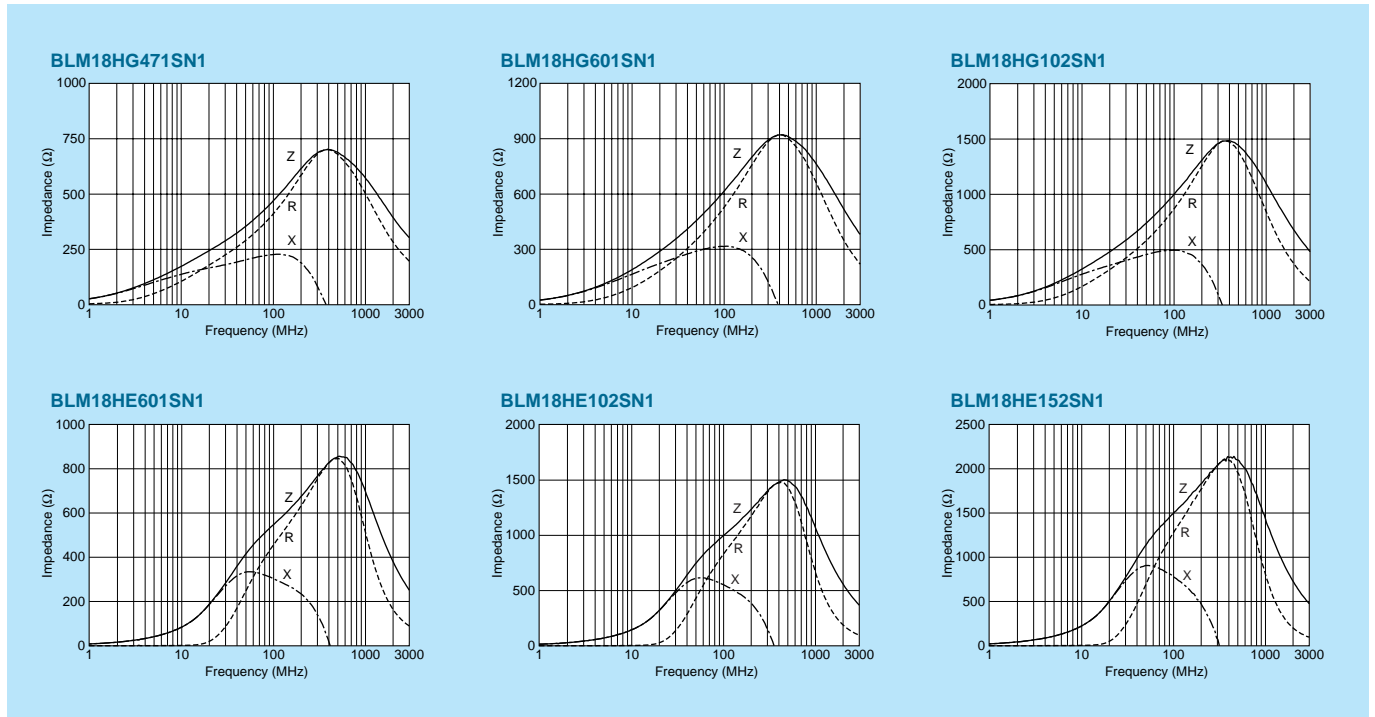 BLM18HG471SN1
Impedance (Ω)
1000
750
500
250
0
Z
R
X
1
10
100
1000
3000
Frequency (MHz)
BLM18HG601SN1
Impedance (Ω)
1200
900
600
300
0
Z
R
X
1
10
100
1000
3000
Frequency (MHz)
BLM18HG102SN1
Impedance (Ω)
2000
1500
1000
500
0
Z
R
X
1
10
100
1000
3000
Frequency (MHz)
BLM18HE601SN1
Impedance (Ω)
1000
800
600
400
200
0
Z
R
X
1
10
100
1000
3000
Frequency (MHz)
BLM18HE102SN1
Impedance (Ω)
2000
1500
1000
500
0
Z
R
X
1
10
100
1000
3000
Frequency (MHz)
BLM18HE152SN1
Impedance (Ω)
2500
2000
1500
1000
500
0
Z
R
X
1
10
100
1000
3000
Frequency (MHz)